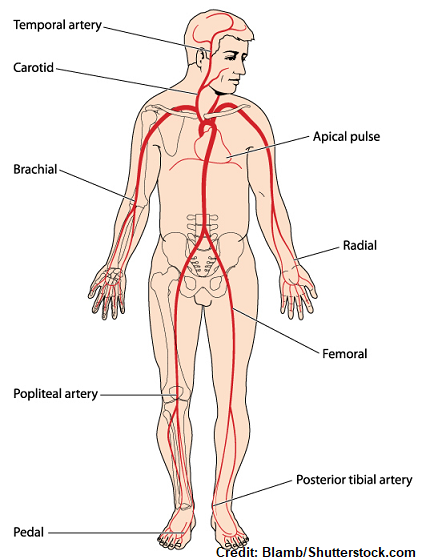 Temporal artery
Carotid
Apical pulse
Brachial
Radial
Femoral
Popliteal artery
Posterior tibial artery
Pedal
Credit: Blamb/Shutterstock.com